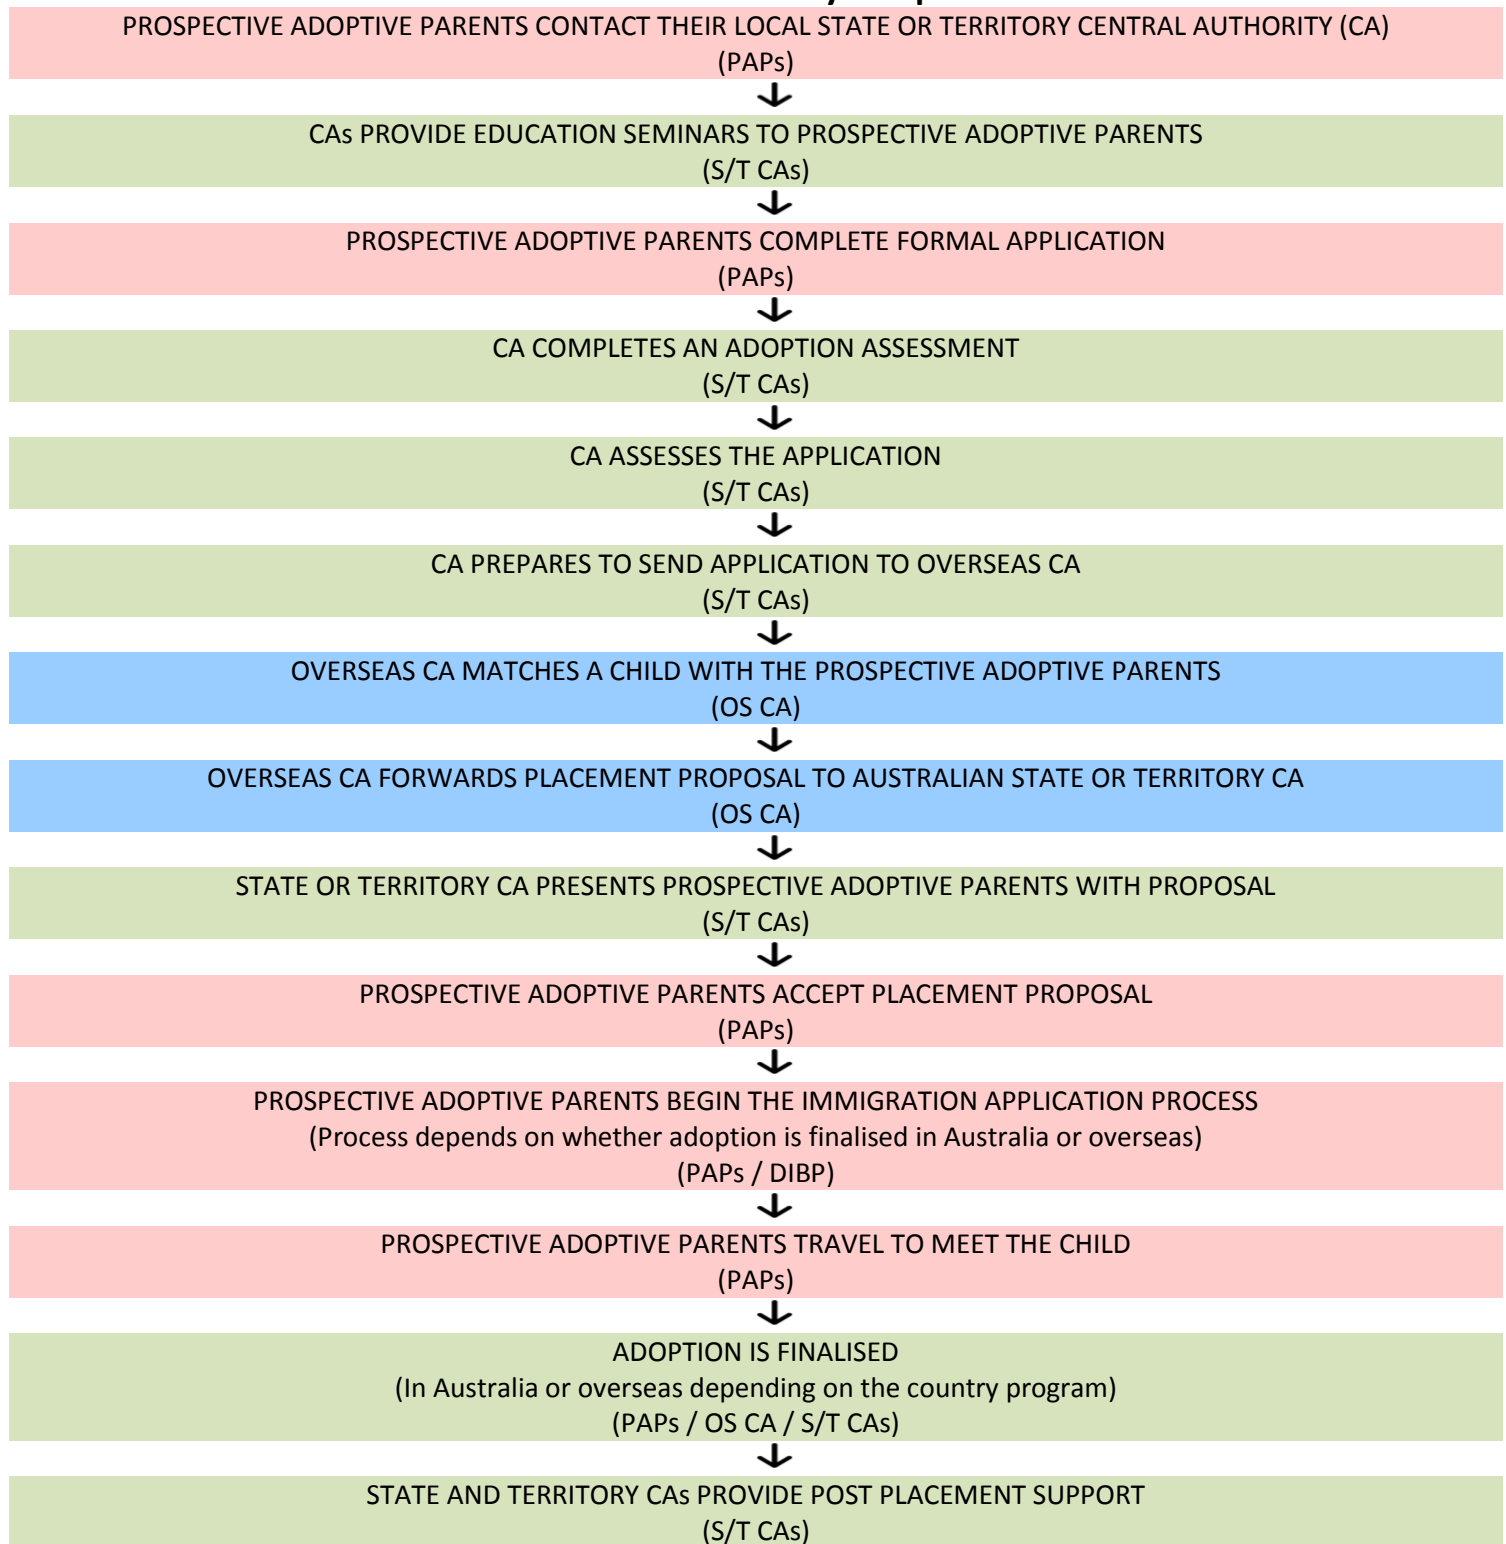 PROSPECTIVE ADOPTIVE PARENTS CONTACT THEIR LOCAL STATE OR TERRITORY CENTRAL AUTHORITY (CA)
(PAPs)
CAs PROVIDE EDUCATION SEMINARS TO PROSPECTIVE ADOPTIVE PARENTS
(S/T CAs)
PROSPECTIVE ADOPTIVE PARENTS COMPLETE FORMAL APPLICATION
(PAPs)
CA COMPLETES AN ADOPTION ASSESSMENT
(S/T CAs)
CA ASSESSES THE APPLICATION
(S/T CAs)
CA PREPARES TO SEND APPLICATION TO OVERSEAS CA
(S/T CAs)
OVERSEAS CA MATCHES A CHILD WITH THE PROSPECTIVE ADOPTIVE PARENTS
(OS CA)
OVERSEAS CA FORWARDS PLACEMENT PROPOSAL TO AUSTRALIAN STATE OR TERRITORY CA
(OS CA)
STATE OR TERRITORY CA PRESENTS PROSPECTIVE ADOPTIVE PARENTS WITH PROPOSAL
(S/T CAs)
PROSPECTIVE ADOPTIVE PARENTS ACCEPT PLACEMENT PROPOSAL
(PAPs)
PROSPECTIVE ADOPTIVE PARENTS BEGIN THE IMMIGRATION APPLICATION PROCESS
(Process depends on whether adoption is finalised in Australia or overseas)
(PAPs / DIBP)
PROSPECTIVE ADOPTIVE PARENTS TRAVEL TO MEET THE CHILD
(PAPs)
ADOPTION IS FINALISED
(In Australia or overseas depending on the country program)
(PAPs / OS CA / S/T CAs)
STATE AND TERRITORY CAs PROVIDE POST PLACEMENT SUPPORT
(S/T CAs)